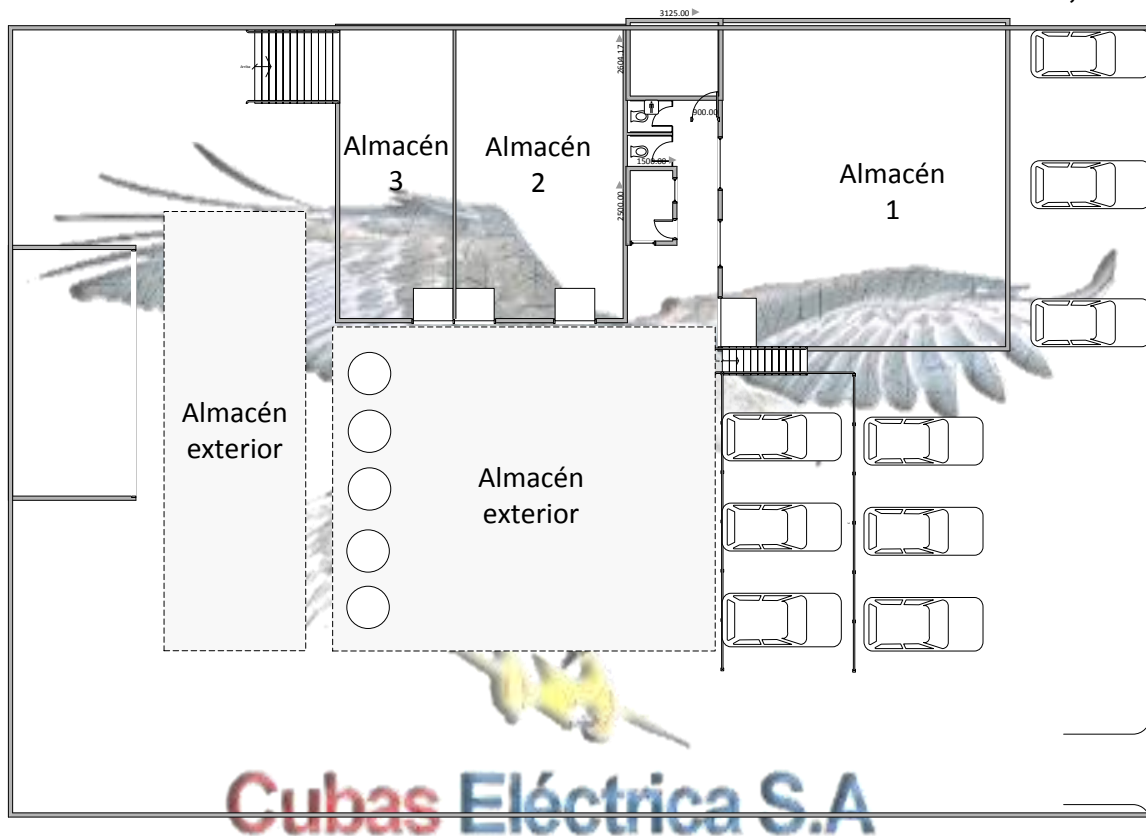 3125.00
2604.17
900.00
Arriba
Almacén
3
Almacén
2
Almacén
1
1500.00
2500.00
Almacén
exterior
Almacén
exterior
Cubas Eléctrica S.A